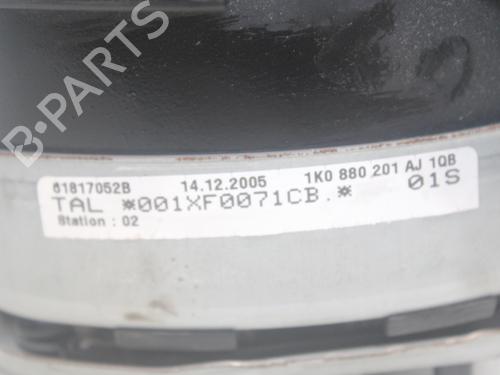 B-PARTS
61817052B 14.12.2005 1K0 880 201 AJ 1QB
TAL *001XF0071CB.* 01S
Station : 02